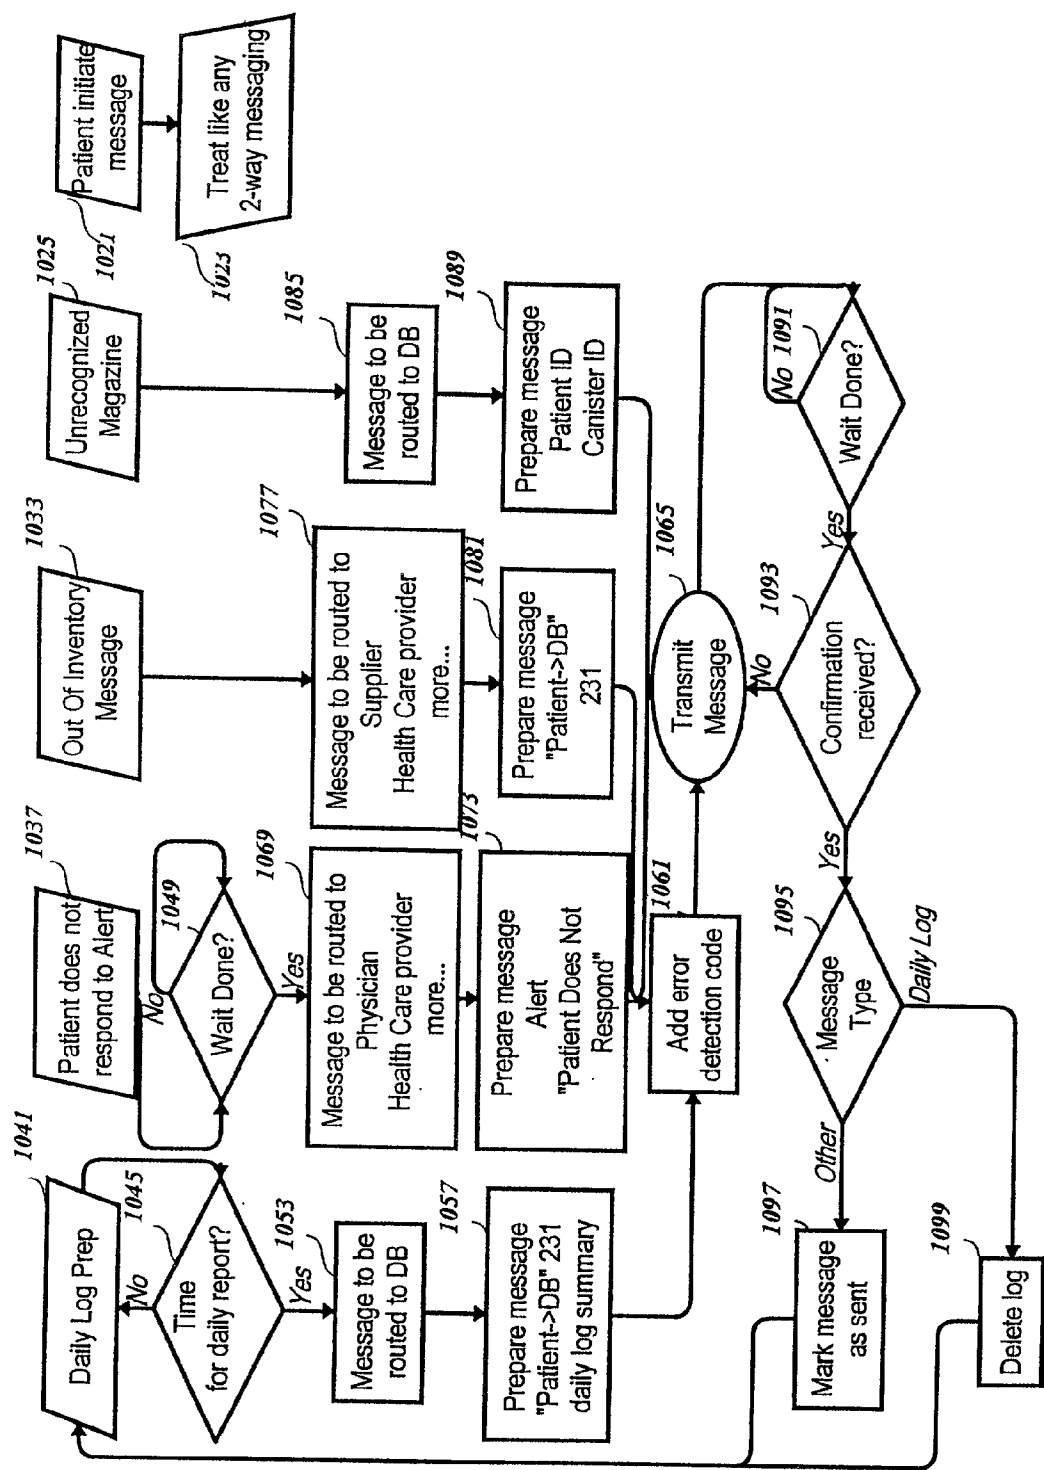 1041
Daily Log Prep
No
1045
Time
for daily report?
Yes
1053
Message to be
routed to DB
1057
Prepare message
"Patient->DB" 231
daily log summary
1037
Patient does not
respond to Alert
No
1049
Wait Done?
Yes
1069
Message to be routed to
Physician
Health Care provider
more...
1073
Prepare message
Alert
"Patient Does Not
Respond"
1033
Out Of Inventory
Message
1077
Message to be routed to
Supplier
Health Care provider
more...
1081
Prepare message
"Patient->DB"
231
1025
Unrecognized
Magazine
1085
Message to be
routed to DB
1089
Prepare message
Patient ID
Canister ID
1021
Patient initiate
message
1023
Treat like any
2-way messaging
1061
Add error
detection code
1065
Transmit
Message
No
1091
Wait Done?
Yes
1093
No
Confirmation
received?
Yes
1095
Message
Type
Other
Daily Log
1097
Mark message
as sent
1099
Delete log